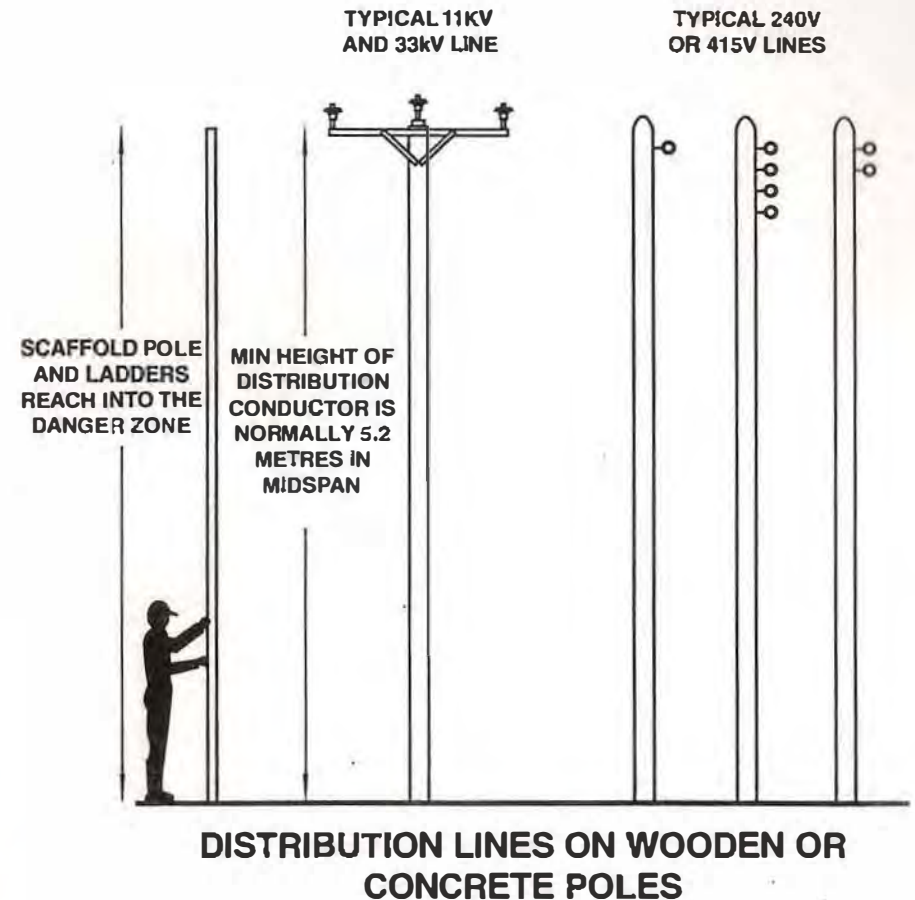 TYPICAL 11KV
AND 33kV LINE
TYPICAL 240V
OR 415V LINES
SCAFFOLD POLE
AND LADDERS
REACH INTO THE
DANGER ZONE
MIN HEIGHT OF
DISTRIBUTION
CONDUCTOR IS
NORMALLY 5.2
METRES IN
MIDSPAN
DISTRIBUTION LINES ON WOODEN OR
CONCRETE POLES